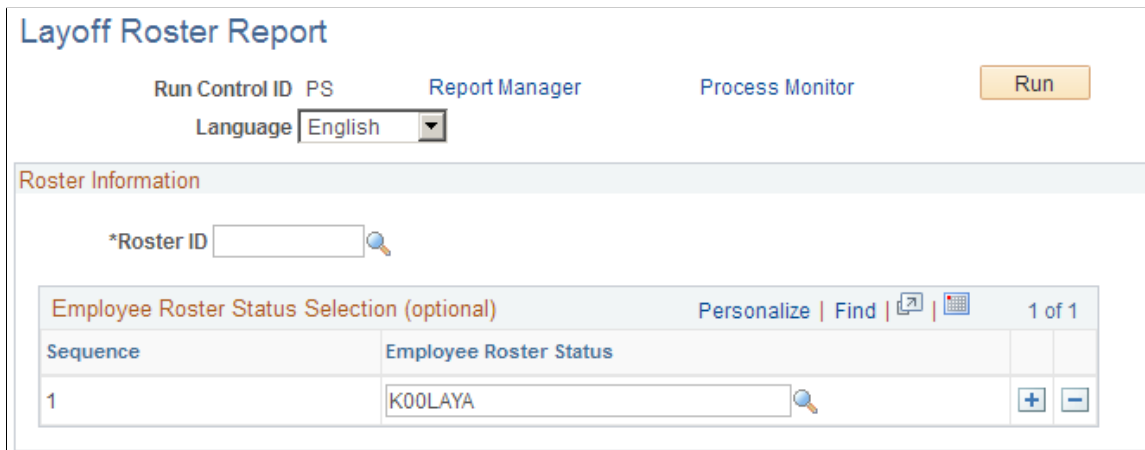 Layoff Roster Report
Run Control ID PS Report Manager Process Monitor Run
Language English
Roster Information
*Roster ID
Employee Roster Status Selection (optional) Personalize | Find | | 1 of 1
Sequence Employee Roster Status
1 K00LAYA